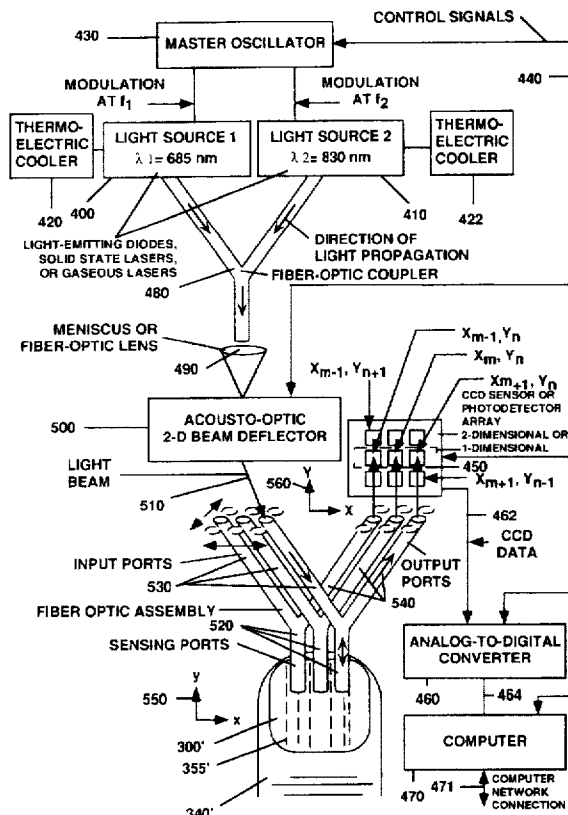 CONTROL SIGNALS
430
MASTER OSCILLATOR
440
MODULATION
AT f1
MODULATION
AT f2
THERMO-
ELECTRIC
COOLER
LIGHT SOURCE 1
λ 1= 685 nm
LIGHT SOURCE 2
λ 2= 830 nm
THERMO-
ELECTRIC
COOLER
420
400
410
422
LIGHT-EMITTING DIODES,
SOLID STATE LASERS,
OR GASEOUS LASERS
DIRECTION OF
LIGHT PROPAGATION
480
FIBER-OPTIC COUPLER
MENISCUS OR
FIBER-OPTIC LENS
490
Xm-1, Yn
Xm, Yn
Xm-1, Yn+1
Xm+1, Yn
CCD SENSOR OR
PHOTODETECTOR
ARRAY
2-DIMENSIONAL OR
1-DIMENSIONAL
450
Xm+1, Yn-1
500
ACOUSTO-OPTIC
2-D BEAM DEFLECTOR
LIGHT
BEAM
510
560
Y
x
462
CCD
DATA
INPUT PORTS
530
OUTPUT
PORTS
540
FIBER OPTIC ASSEMBLY
520
SENSING PORTS
ANALOG-TO-DIGITAL
CONVERTER
y
550
x
460
464
COMPUTER
300'
355'
340'
470
471
COMPUTER
NETWORK
CONNECTION